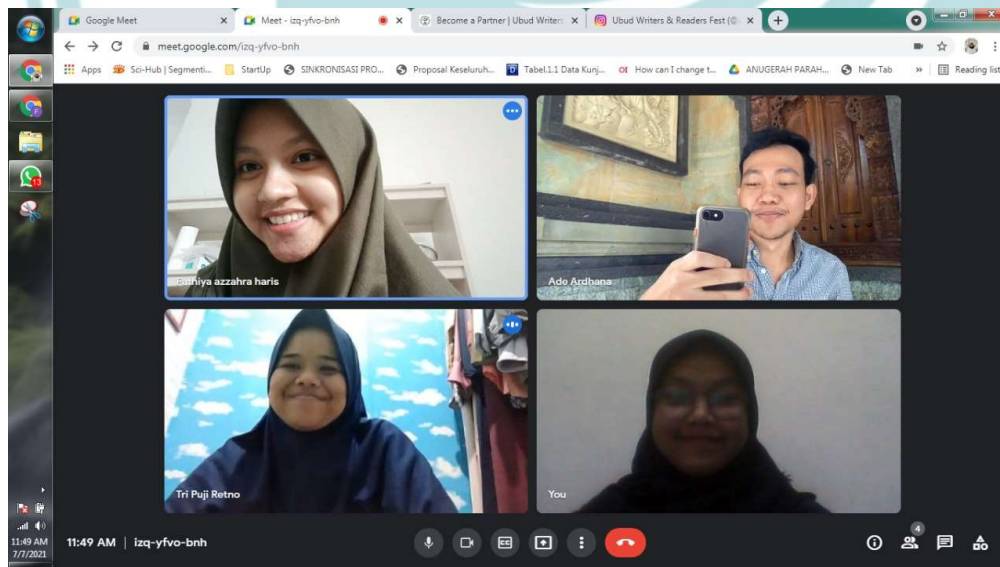 Google Meet
Meet - izq-yfvo-bnh
Become a Partner | Ubud Writers
Ubud Writers & Readers Fest (@
meet.google.com/izq-yfvo-bnh
Apps
Sci-Hub | Segmenti...
StartUp
SINKRONISASI PRO...
Proposal Keseluruh...
Tabel.1.1 Data Kunj...
How can I change t...
ANUGERAH PARAH...
New Tab
»
Reading list
Fathiya azzahra haris
Ado Ardhana
Tri Puji Retno
You
13
11:49 AM
7/7/2021
11:49 AM | izq-yfvo-bnh
CC
4